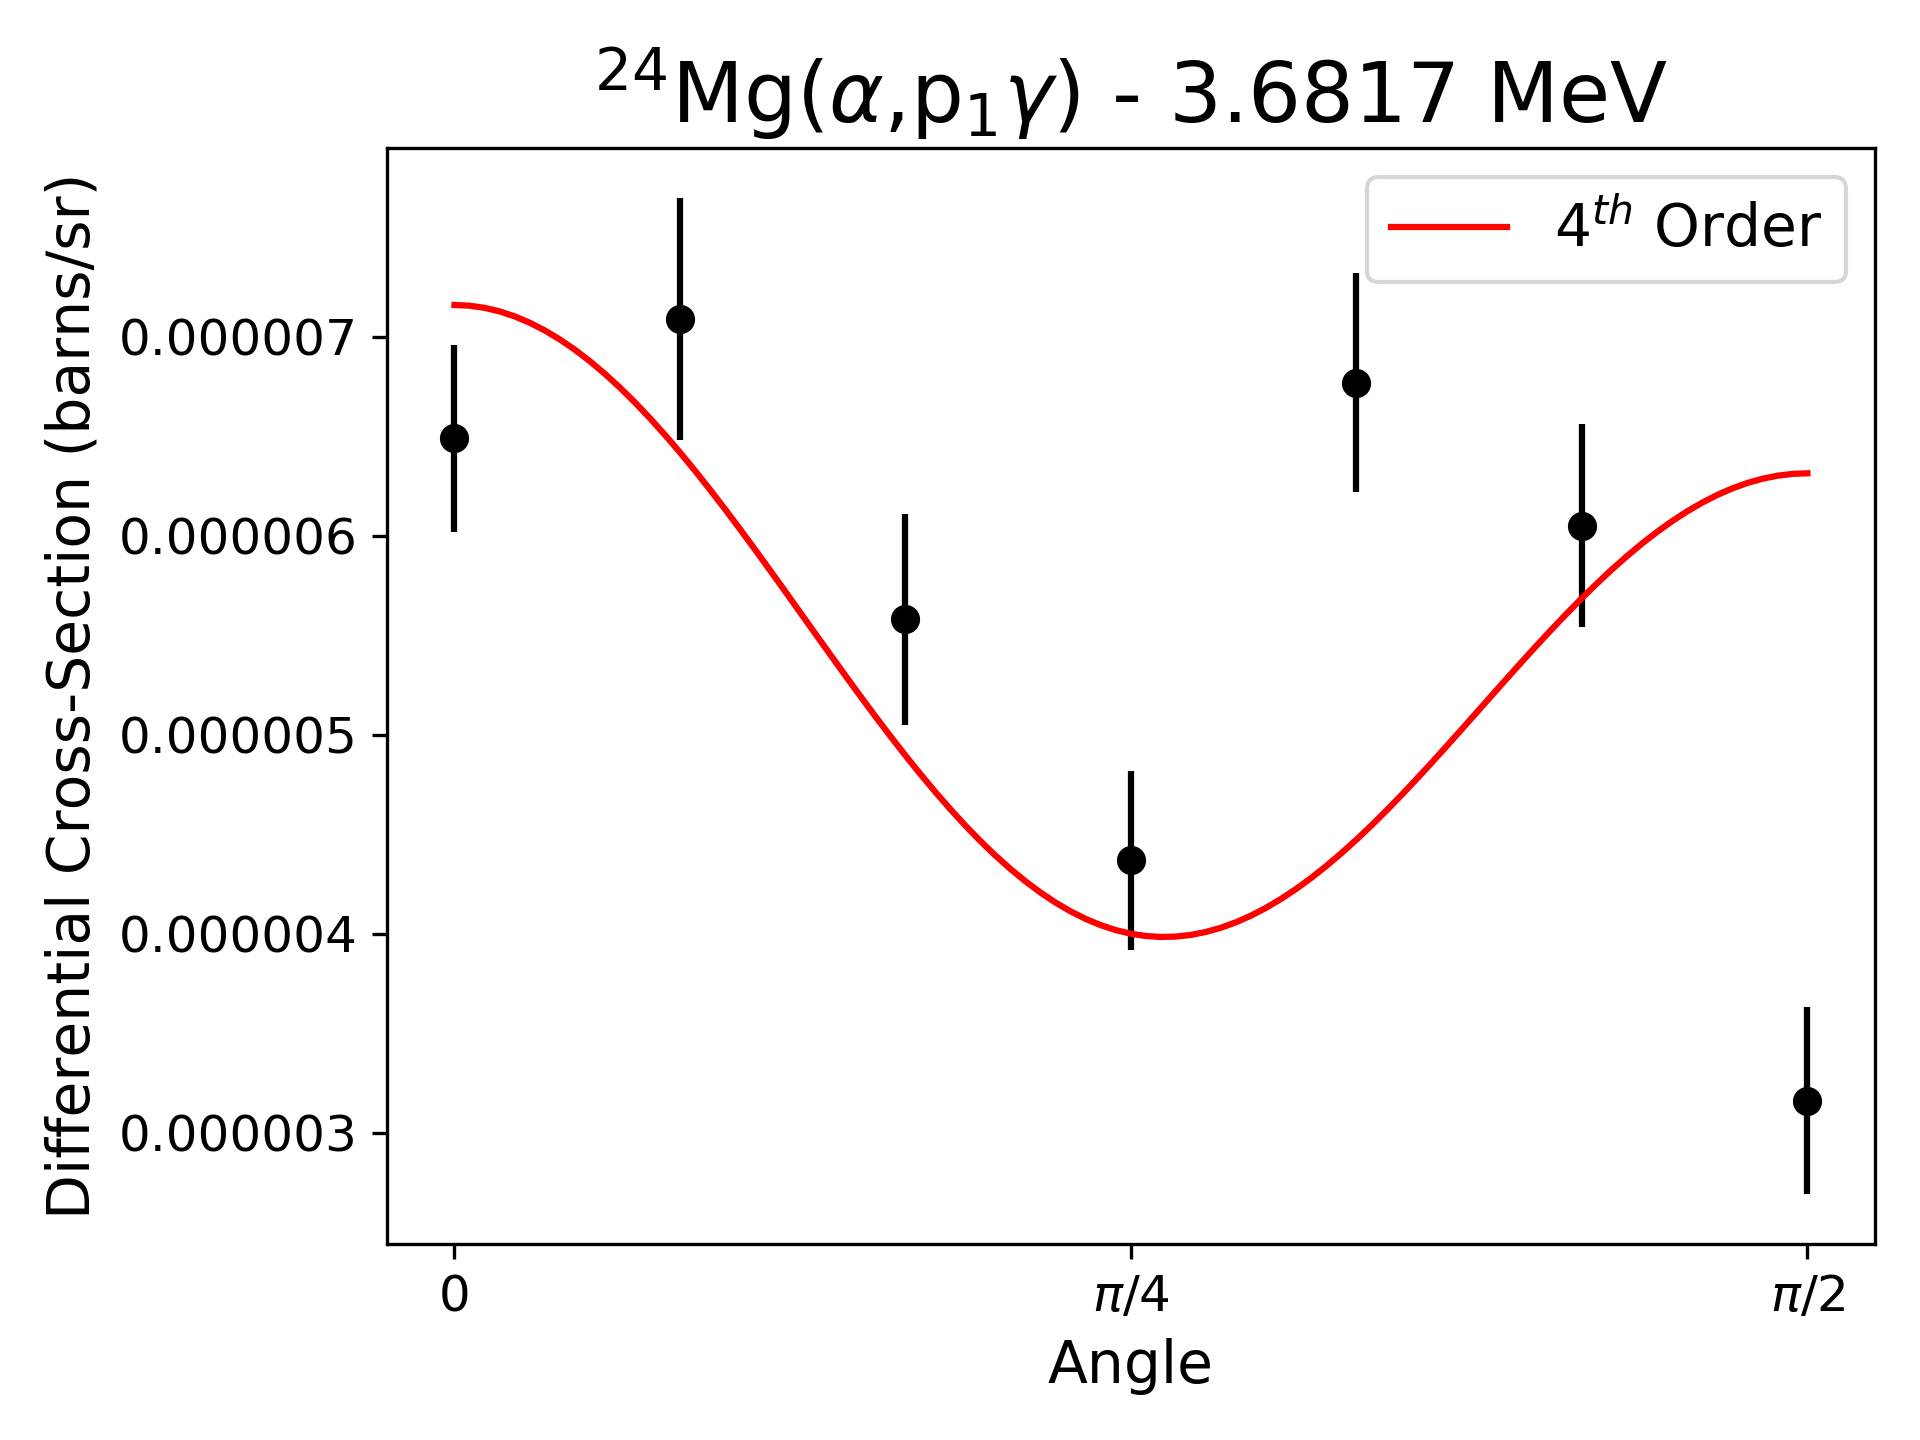 ²⁴Mg(α,p₁γ) - 3.6817 MeV
4ᵗʰ Order
Differential Cross-Section (barns/sr)
0.000007
0.000006
0.000005
0.000004
0.000003
0
π/4
π/2
Angle